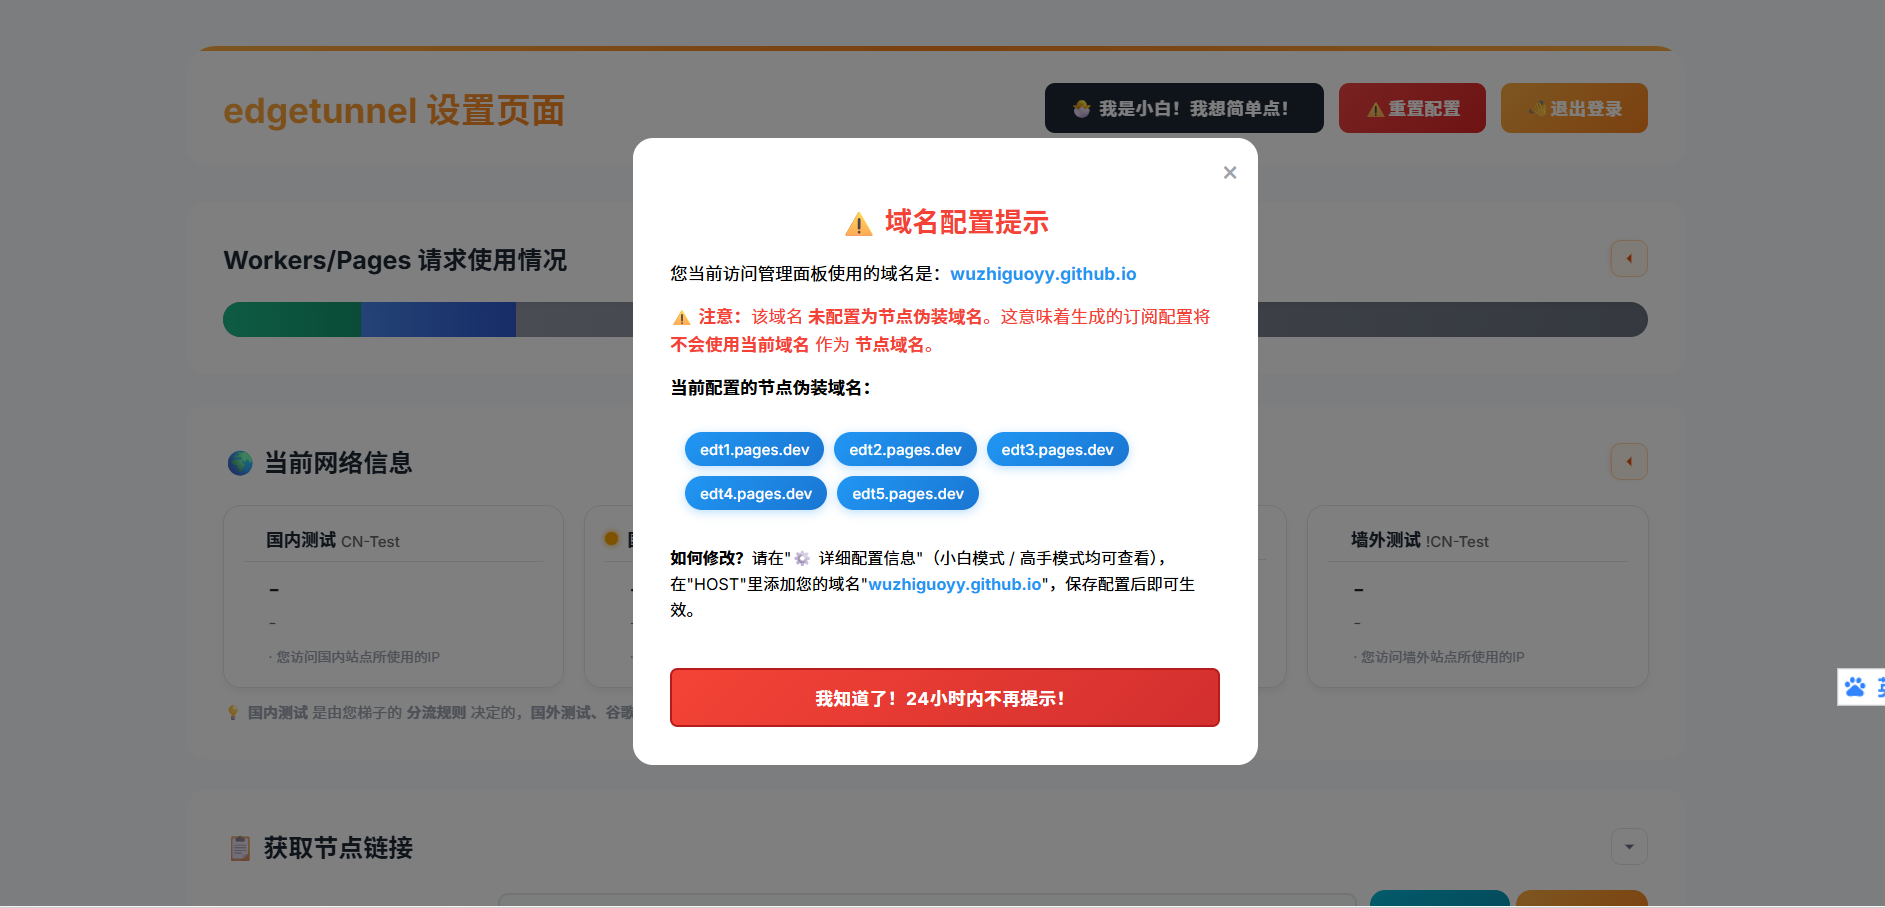 edgetunnel 设置页面
🐣 我是小白！我想简单点！
⚠️重置配置
👋退出登录
×
⚠️ 域名配置提示
您当前访问管理面板使用的域名是：wuzhiguoyy.github.io
⚠️ 注意：该域名 未配置为节点伪装域名。这意味着生成的订阅配置将
不会使用当前域名 作为 节点域名。
当前配置的节点伪装域名：
edt1.pages.dev
edt2.pages.dev
edt3.pages.dev
edt4.pages.dev
edt5.pages.dev
如何修改？请在"⚙️ 详细配置信息"（小白模式 / 高手模式均可查看），
在"HOST"里添加您的域名"wuzhiguoyy.github.io"，保存配置后即可生
效。
我知道了！24小时内不再提示！
Workers/Pages 请求使用情况
🌍 当前网络信息
国内测试 CN-Test
-
-
· 您访问国内站点所使用的IP
墙外测试 !CN-Test
-
-
· 您访问墙外站点所使用的IP
💡 国内测试 是由您梯子的 分流规则 决定的，国外测试、谷歌
📋 获取节点链接